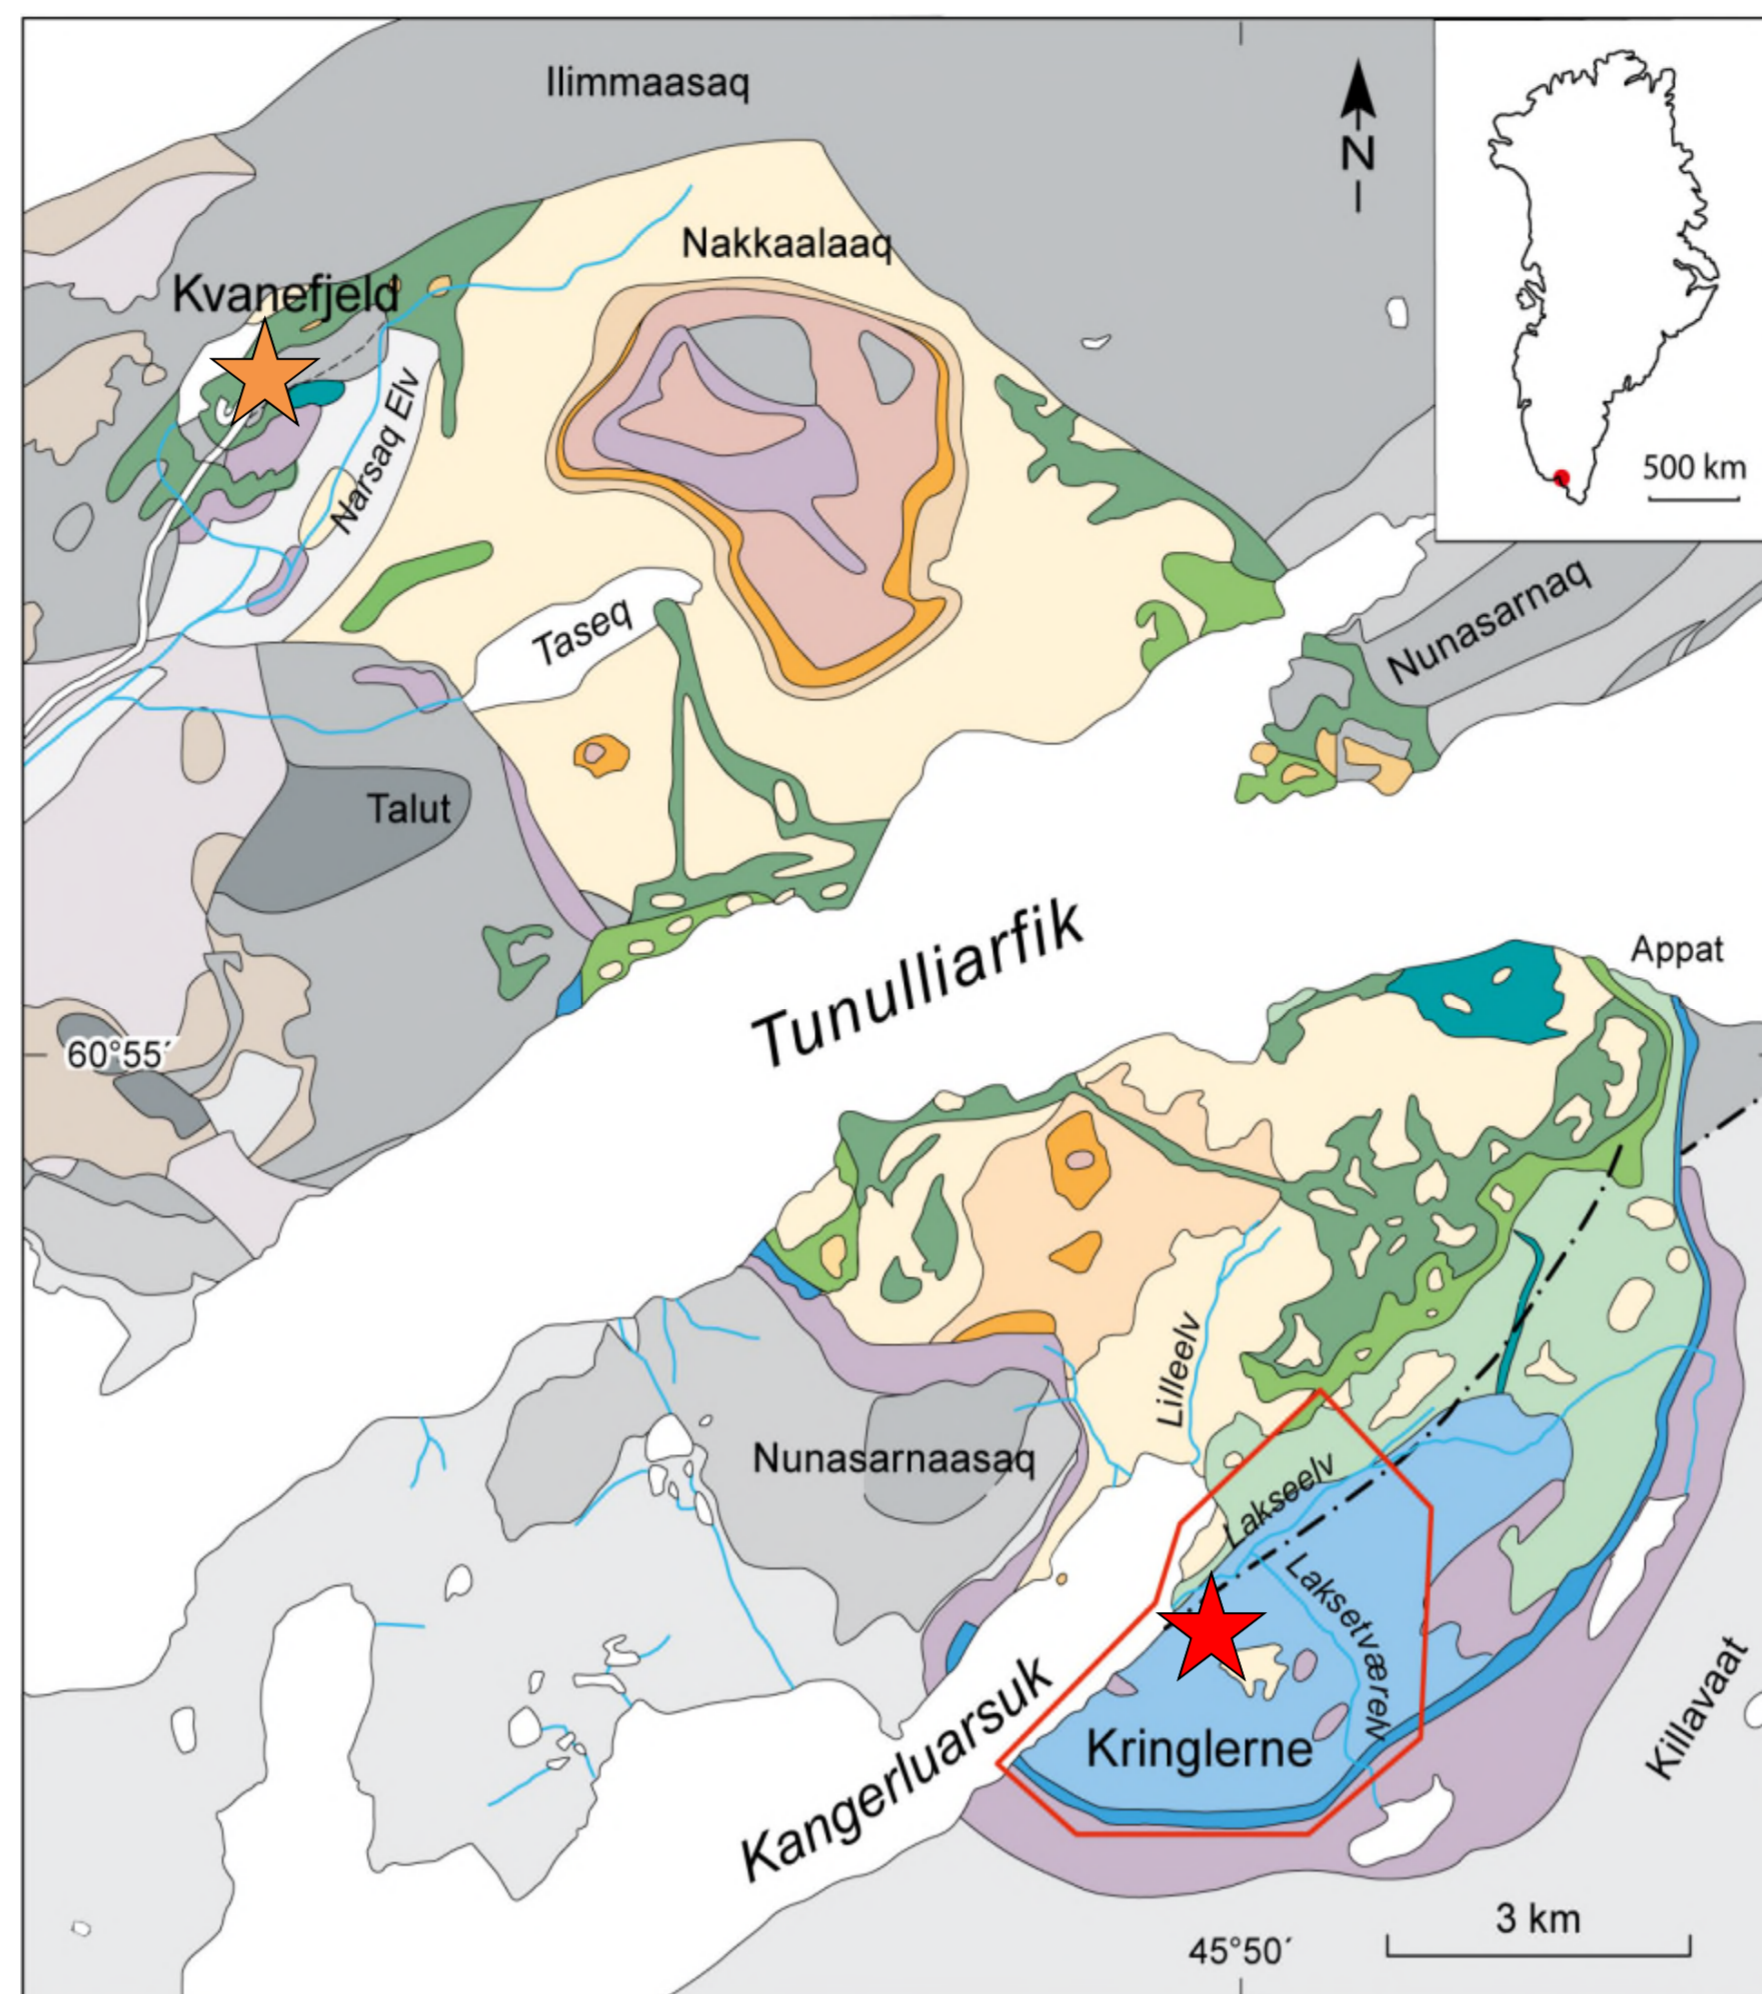 Ilimmaasaq
N
Nakkaalaaq
Kvanefjeld
500 km
Narsaq Elv
Taseq
Nunasarnaq
Talut
Tunulliarfik
Appat
60°55´
Lilleelv
Nunasarnaasaq
Lakseelv
Laksetværelv
Kangerluarsuk
Kringlerne
Killavaat
3 km
45°50´